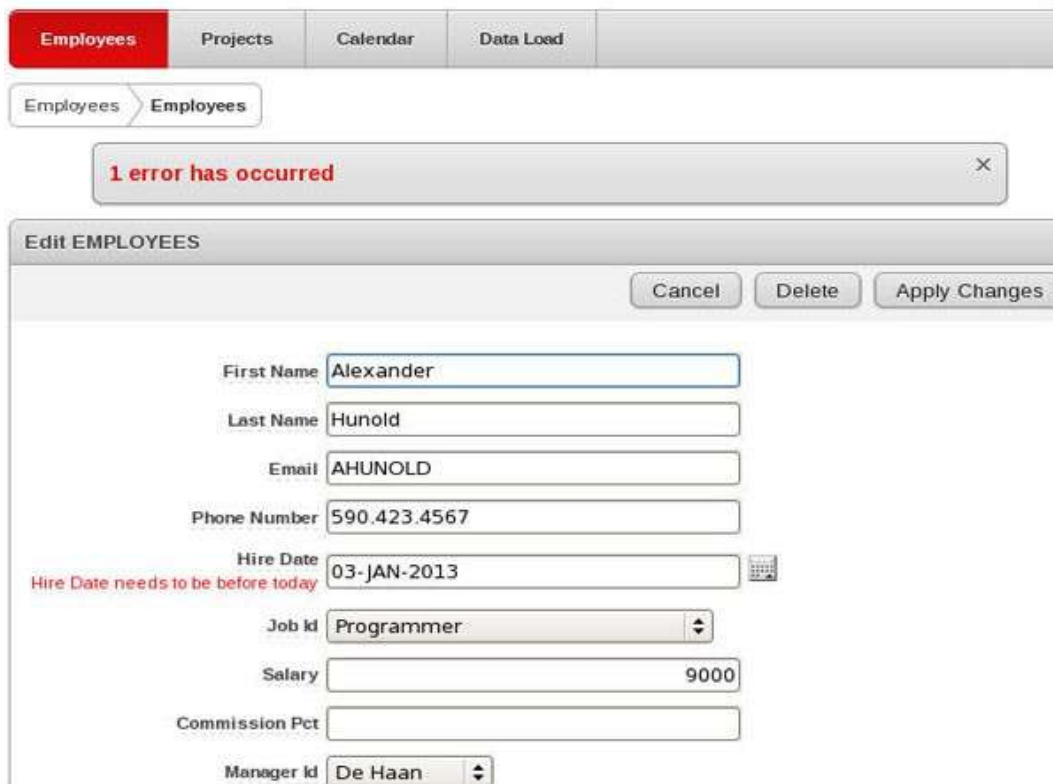 Employees Projects Calendar Data Load
Employees Employees
1 error has occurred
Edit EMPLOYEES
Cancel Delete Apply Changes
First Name Alexander
Last Name Hunold
Email AHUNOLD
Phone Number 590.423.4567
Hire Date 03-JAN-2013
Hire Date needs to be before today
Job Id Programmer
Salary 9000
Commission Pct
Manager Id De Haan